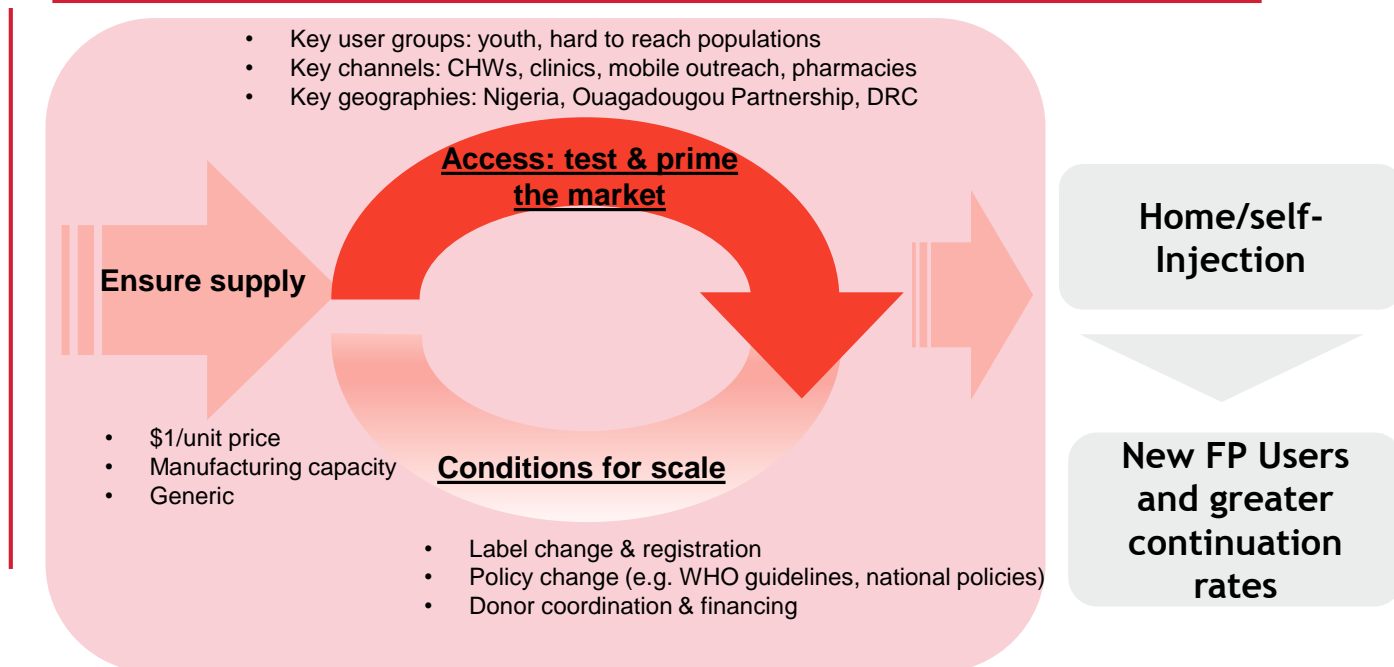 • Key user groups: youth, hard to reach populations
• Key channels: CHWs, clinics, mobile outreach, pharmacies
• Key geographies: Nigeria, Ouagadougou Partnership, DRC
Access: test & prime
the market
Ensure supply
• $1/unit price
• Manufacturing capacity
• Generic
Conditions for scale
• Label change & registration
• Policy change (e.g. WHO guidelines, national policies)
• Donor coordination & financing
Home/self-
Injection
New FP Users
and greater
continuation
rates